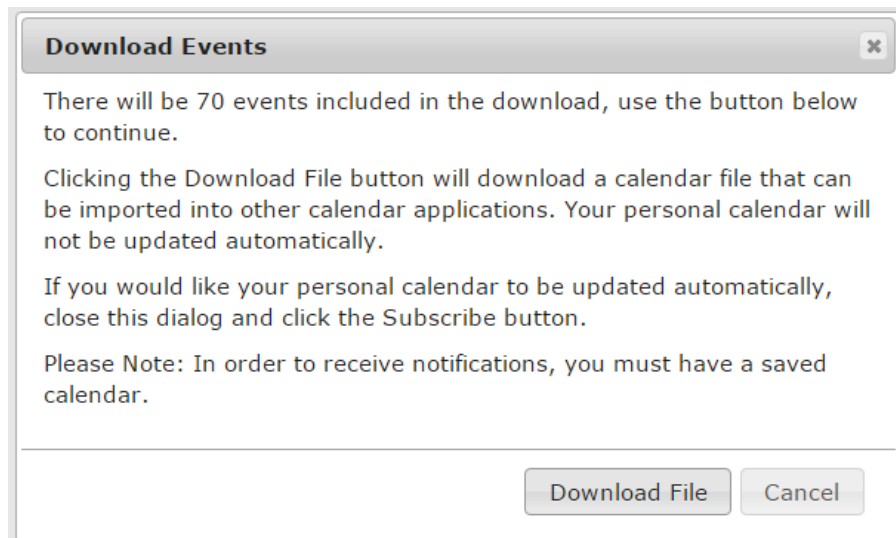 Download Events
There will be 70 events included in the download, use the button below
to continue.
Clicking the Download File button will download a calendar file that can
be imported into other calendar applications. Your personal calendar will
not be updated automatically.
If you would like your personal calendar to be updated automatically,
close this dialog and click the Subscribe button.
Please Note: In order to receive notifications, you must have a saved
calendar.
Download File Cancel